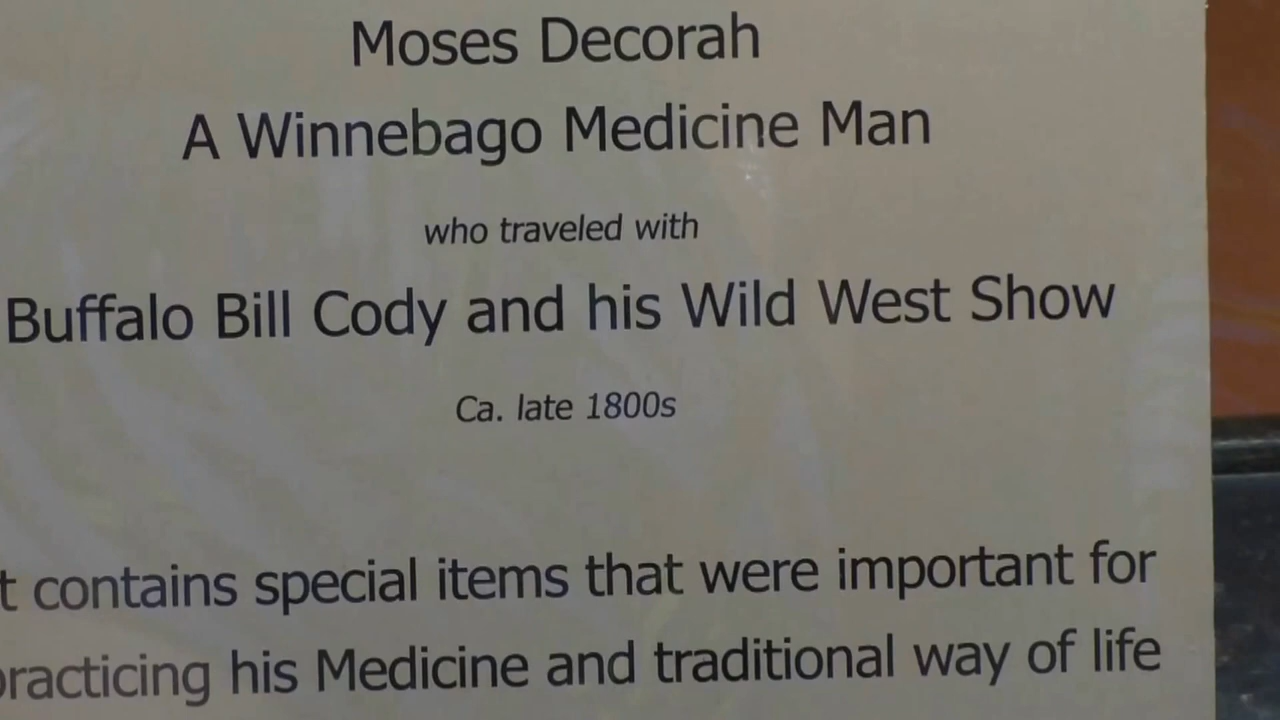 Moses Decorah
A Winnebago Medicine Man
who traveled with
Buffalo Bill Cody and his Wild West Show
Ca. late 1800s
t contains special items that were important for
practicing his Medicine and traditional way of life